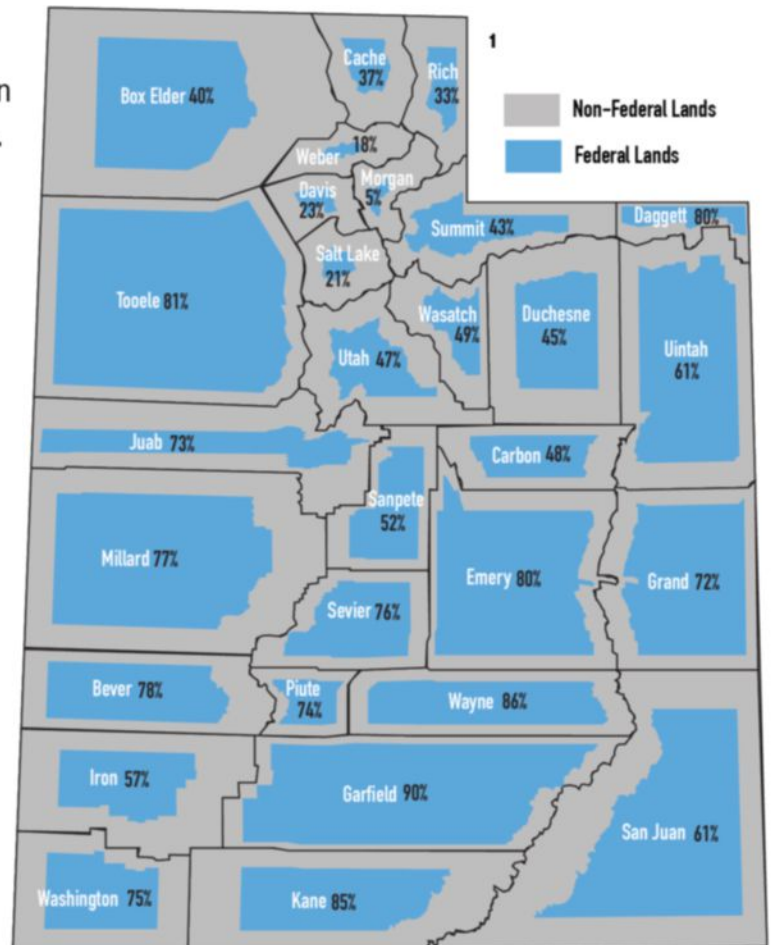 n
1
Non-Federal Lands
Federal Lands
Box Elder 40%
Cache
37%
Rich
33%
Weber 18%
Davis
23%
Morgan
5%
Summit 43%
Daggett 80%
Salt Lake
21%
Tooele 81%
Wasatch
49%
Duchesne
45%
Uintah
61%
Utah 47%
Juab 73%
Carbon 48%
Sanpete
52%
Millard 77%
Emery 80%
Grand 72%
Sevier 76%
Bever 78%
Piute
74%
Wayne 86%
Iron 57%
Garfield 90%
San Juan 61%
Washington 75%
Kane 85%